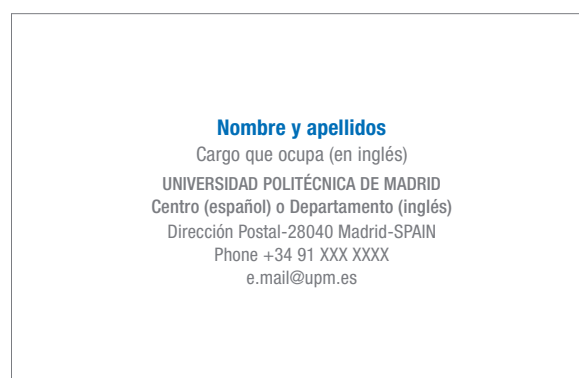 Nombre y apellidos
Cargo que ocupa (en inglés)
UNIVERSIDAD POLITÉCNICA DE MADRID
Centro (español) o Departamento (inglés)
Dirección Postal-28040 Madrid-SPAIN
Phone +34 91 XXX XXXX
e.mail@upm.es